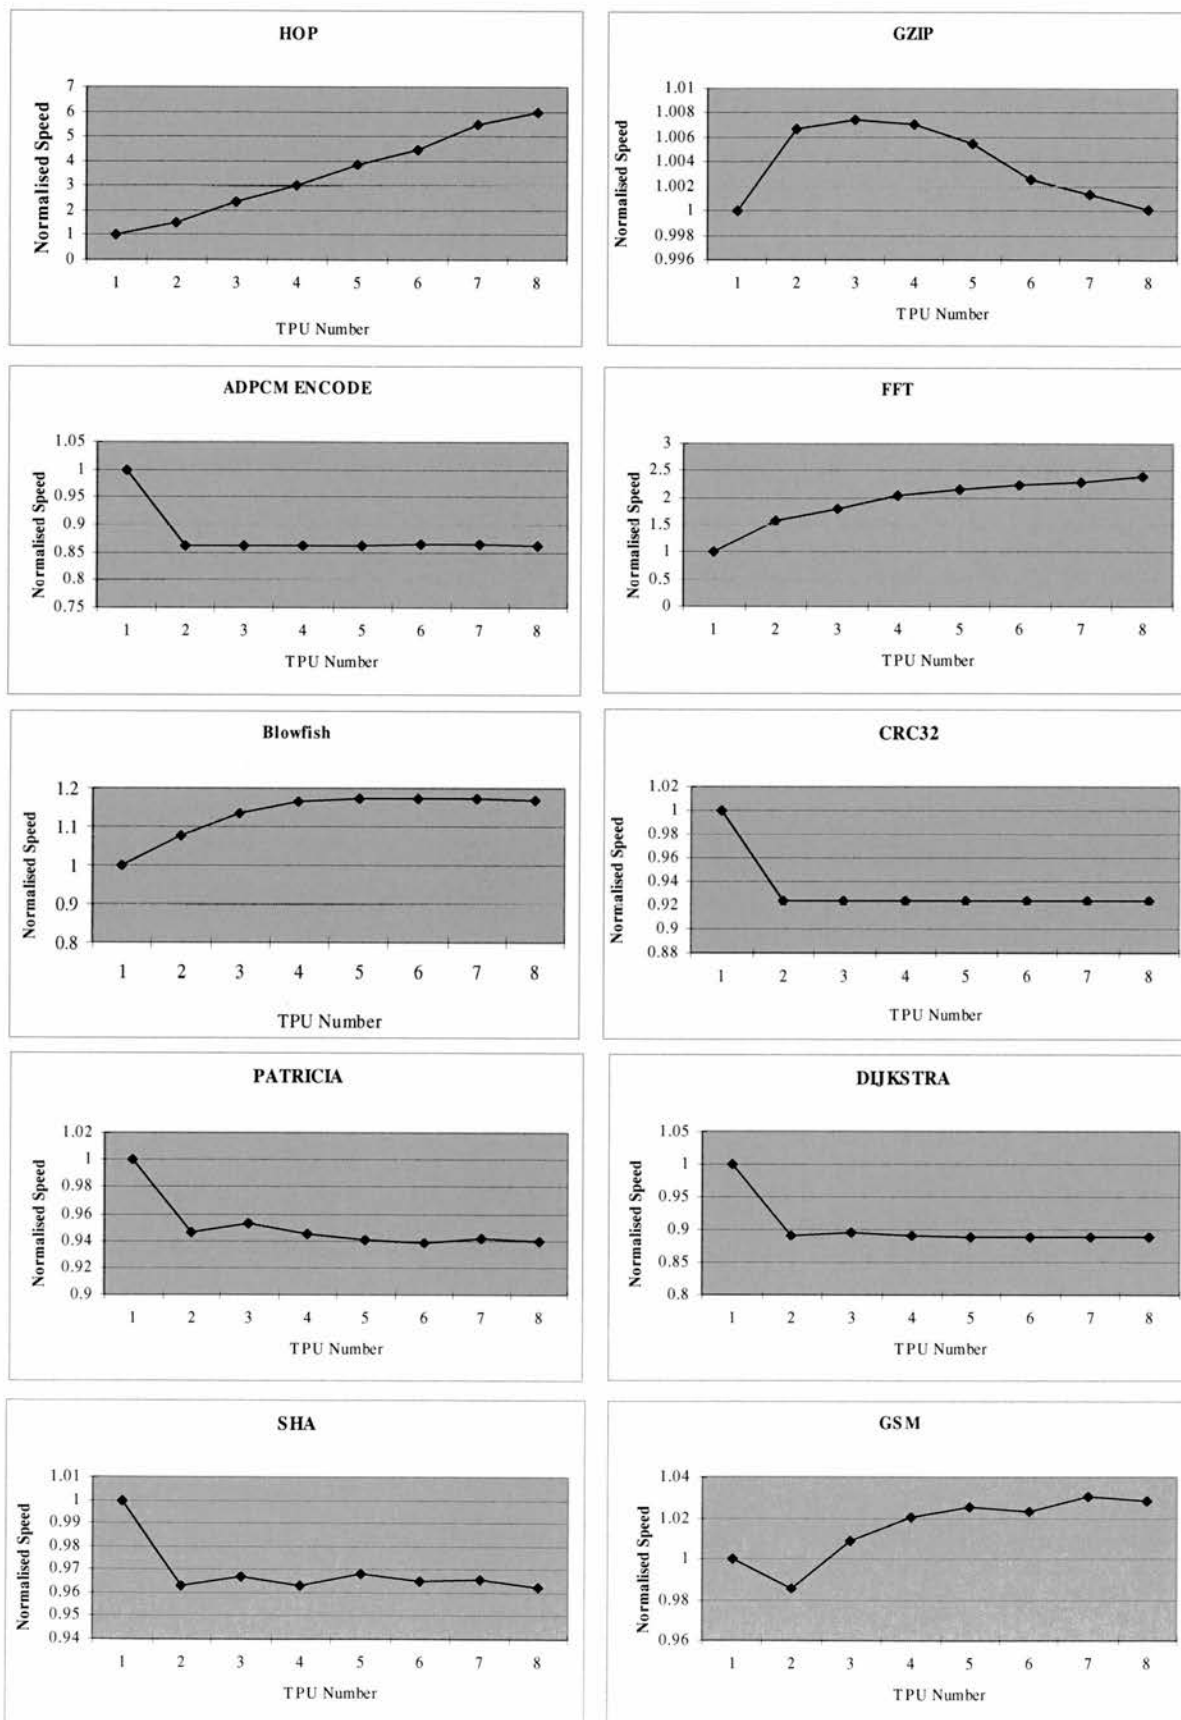 HOP
Normalised Speed
7
6
5
4
3
2
1
0
1 2 3 4 5 6 7 8
TPU Number
GZIP
Normalised Speed
1.01
1.008
1.006
1.004
1.002
1
0.998
0.996
1 2 3 4 5 6 7 8
TPU Number
ADPCM ENCODE
Normalised Speed
1.05
1
0.95
0.9
0.85
0.8
0.75
1 2 3 4 5 6 7 8
TPU Number
FFT
Normalised Speed
3
2.5
2
1.5
1
0.5
0
1 2 3 4 5 6 7 8
TPU Number
Blowfish
Normalised Speed
1.2
1.1
1
0.9
0.8
1 2 3 4 5 6 7 8
TPU Number
CRC32
Normalised Speed
1.02
1
0.98
0.96
0.94
0.92
0.9
0.88
1 2 3 4 5 6 7 8
TPU Number
PATRICIA
Normalised Speed
1.02
1
0.98
0.96
0.94
0.92
0.9
1 2 3 4 5 6 7 8
TPU Number
DIJKSTRA
Normalised Speed
1.05
1
0.95
0.9
0.85
0.8
1 2 3 4 5 6 7 8
TPU Number
SHA
Normalised Speed
1.01
1
0.99
0.98
0.97
0.96
0.95
0.94
1 2 3 4 5 6 7 8
TPU Number
GSM
Normalised Speed
1.04
1.02
1
0.98
0.96
1 2 3 4 5 6 7 8
TPU Number